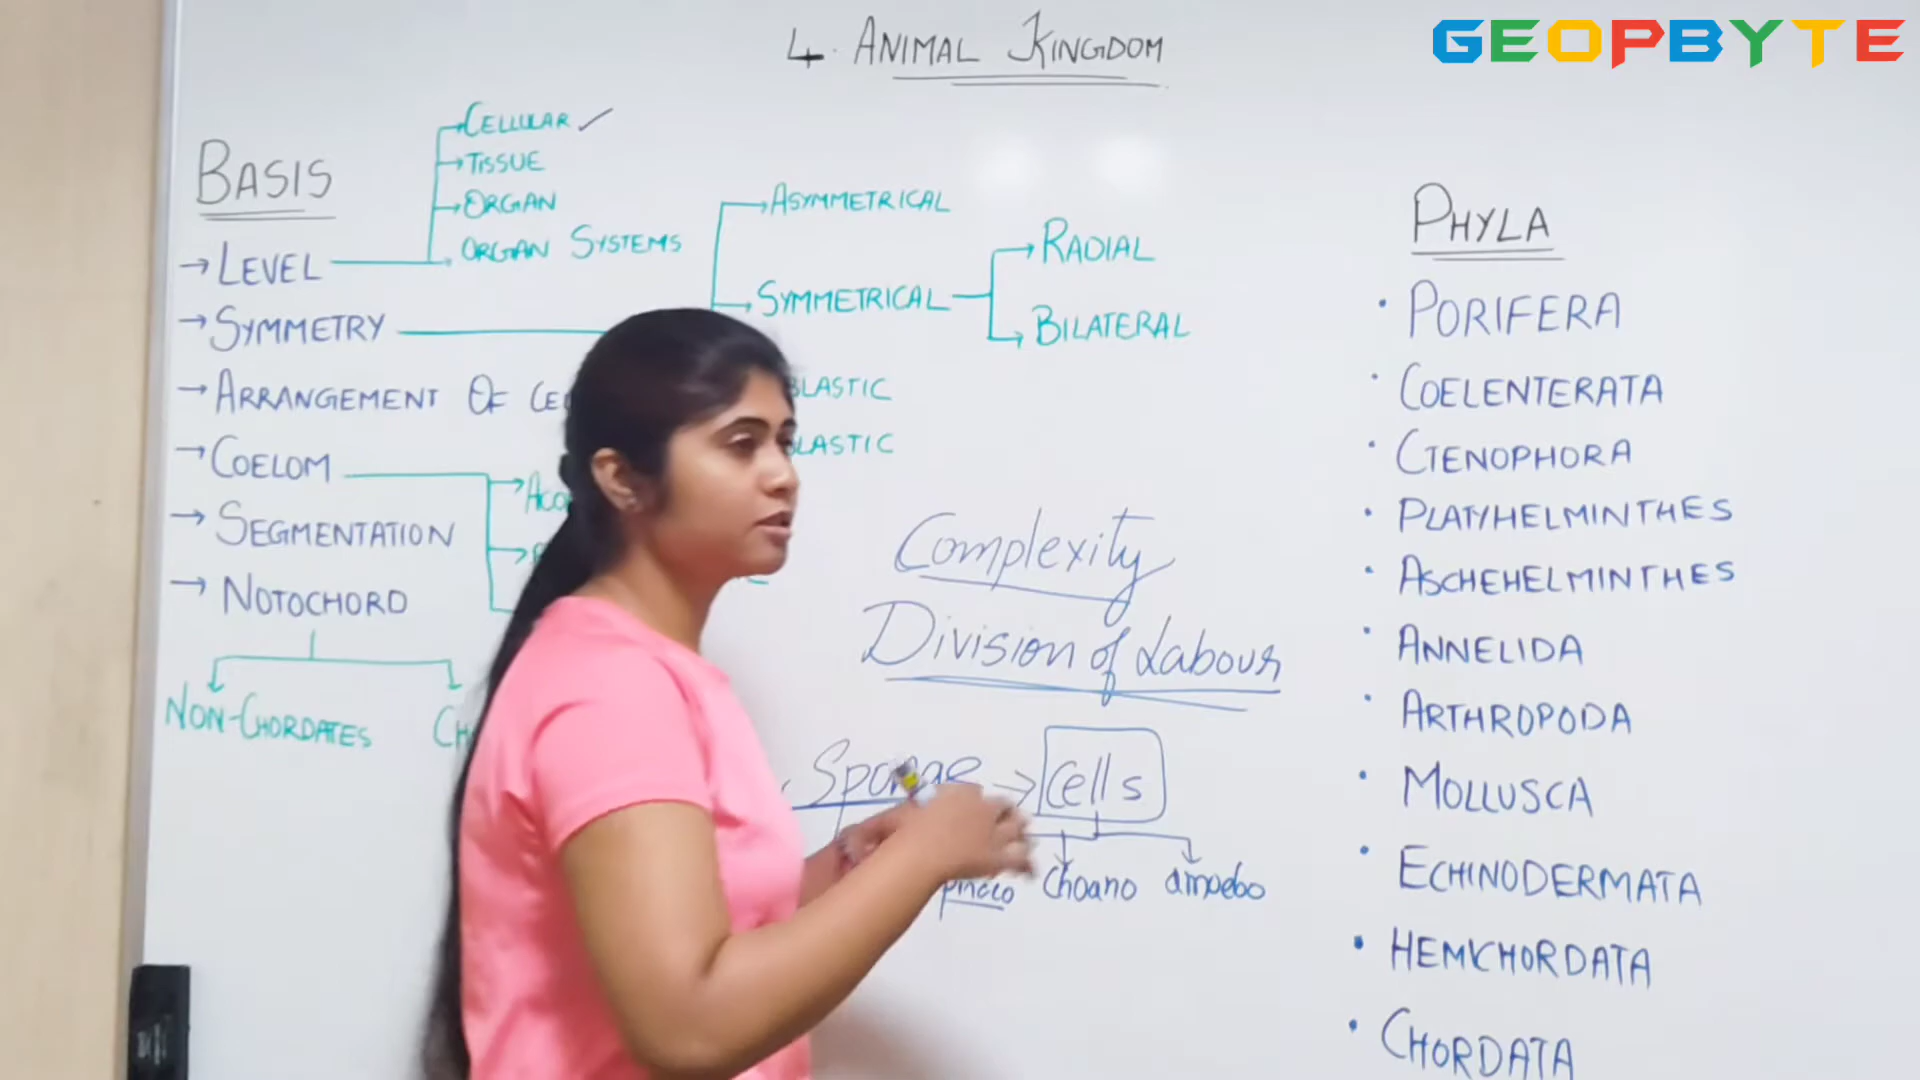 GEOPBYTE
4. ANIMAL KINGDOM
BASIS
→ LEVEL
→ CELLULAR ✓
→ TISSUE
→ ORGAN
ORGAN SYSTEMS
→ SYMMETRY
→ ASYMMETRICAL
→ SYMMETRICAL
→ RADIAL
→ BILATERAL
→ ARRANGEMENT OF
BLASTIC
LASTIC
→ COELOM
→ SEGMENTATION
→ NOTOCHORD
NON-CHORDATES
Complexity
Division of Labour
Sponge → Cells
pinaco Choano amoebo
PHYLA
• PORIFERA
• COELENTERATA
• CTENOPHORA
• PLATYHELMINTHES
• ASCHEHELMINTHES
• ANNELIDA
• ARTHROPODA
• MOLLUSCA
• ECHINODERMATA
• HEMICHORDATA
• CHORDATA